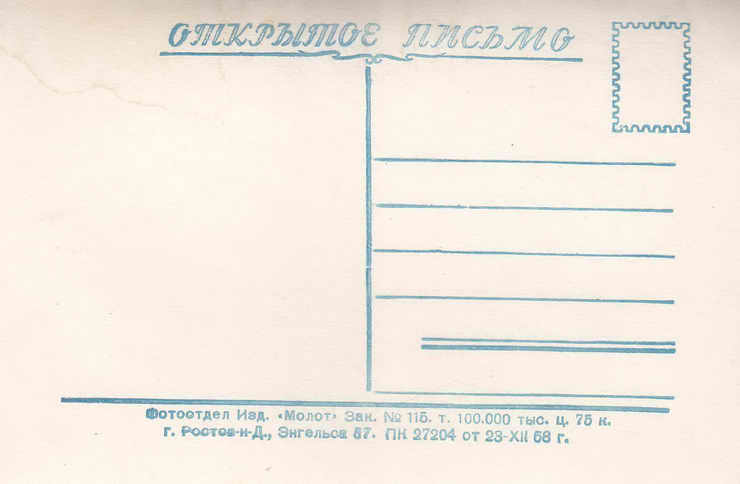 ОТКРЫТОЕ ПИСЬМО
Фотоотдел Изд. «Молот» Зак. № 115. т. 100.000 тыс. ц. 75 к.
г. Ростов-н-Д., Энгельса 57. ПК 27204 от 23-XII 58 г.